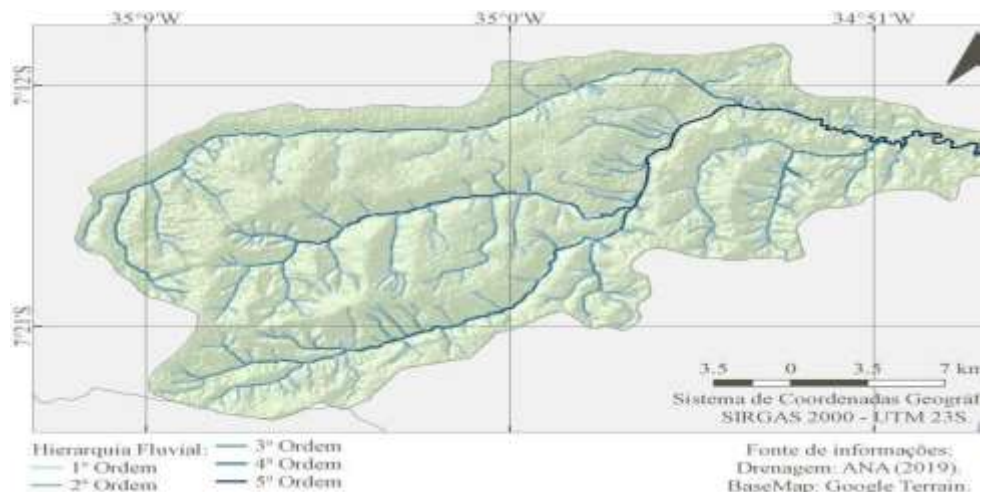 35°9'W 35°0'W 34°51'W
7°12'S
7°21'S
3.5 0 3.5 7 km
Sistema de Coordenadas Geográf
SIRGAS 2000 - UTM 23S
Hierarquia Fluvial:
1ª Ordem
2ª Ordem
3ª Ordem
4ª Ordem
5ª Ordem
Fonte de informações:
Drenagem: ANA (2019).
BaseMap: Google Terrain.